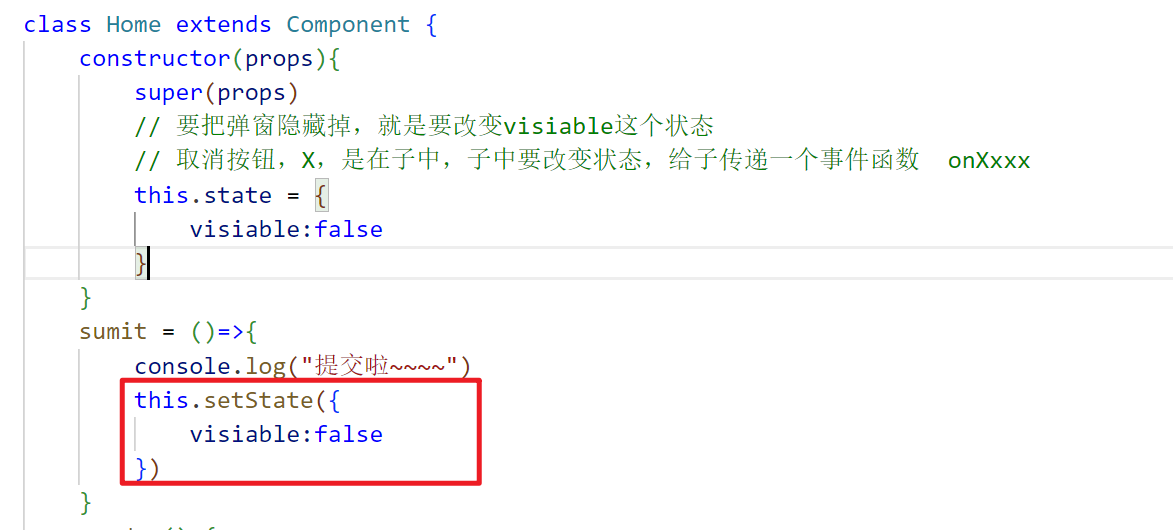 class Home extends Component {
constructor(props){
super(props)
// 要把弹窗隐藏掉，就是要改变visiable这个状态
// 取消按钮，X，是在子中，子中要改变状态，给子传递一个事件函数  onXxxx
this.state = {
visiable:false
}
}
sumit = ()=>{
console.log("提交啦~~~~")
this.setState({
visiable:false
})
}